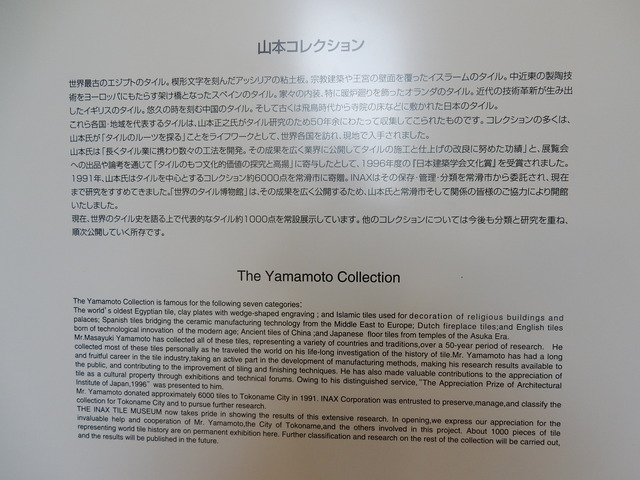 山本コレクション
世界最古のエジプトのタイル。楔形文字を刻んだアッシリアの粘土板。宗教建築や王宮の壁面を覆ったイスラームのタイル。中近東の製陶技
術をヨーロッパにもたらす架け橋となったスペインのタイル。家々の内装、特に暖炉廻りを飾ったオランダのタイル。近代の技術革新が生み出
したイギリスのタイル。悠久の時を刻む中国のタイル。そして古くは飛鳥時代から寺院の床などに敷かれた日本のタイル。
これら各国・地域を代表するタイルは、山本正之氏がタイル研究のため50年余にわたって収集してこられたものです。コレクションの多くは、
山本氏が「タイルのルーツを探る」ことをライフワークとして、世界各国を訪れ、現地で入手されました。
山本氏は「長くタイル業に携わり数々の工法を開発。その成果を広く業界に公開してタイルの施工と仕上げの改良に努めた功績」と、展覧会
への出品や論考を通じて「タイルのもつ文化的価値の探究と高揚」に寄与したとして、1996年度の『日本建築学会文化賞』を受賞されました。
1991年、山本氏はタイルを中心とするコレクション約6000点を常滑市に寄贈。INAXはその保存・管理・分類を常滑市から委託され、現在
まで研究をすすめてきました。『世界のタイル博物館』は、その成果を広く公開するため、山本氏と常滑市そして関係の皆様のご協力により開館
いたしました。
現在、世界のタイル史を語る上で代表的なタイル約1000点を常設展示しています。他のコレクションについては今後も分類と研究を重ね、
順次公開していく所存です。
The Yamamoto Collection
The Yamamoto Collection is famous for the following seven categories:
The world's oldest Egyptian tile, clay plates with wedge-shaped engraving ; and Islamic tiles used for decoration of religious buildings and
palaces; Spanish tiles bridging the ceramic manufacturing technology from the Middle East to Europe; Dutch fireplace tiles;and English tiles
born of technological innovation of the modern age; Ancient tiles of China ;and Japanese floor tiles from temples of the Asuka Era.
Mr.Masayuki Yamamoto has collected all of these tiles, representing a variety of countries and traditions,over a 50-year period of research. He
collected most of these tiles personally as he traveled the world on his life-long investigation of the history of tile.Mr. Yamamoto has had a long
and fruitful career in the tile industry,taking an active part in the development of manufacturing methods, making his research results available to
the public, and contributing to the improvement of tiling and finishing techniques. He has also made valuable contributions to the appreciation of
tile as a cultural property through exhibitions and technical forums. Owing to his distinguished service, "The Appreciation Prize of Architectural
Institute of Japan,1996" was presented to him.
Mr. Yamamoto donated approximately 6000 tiles to Tokoname City in 1991. INAX Corporation was entrusted to preserve,manage,and classify the
collection for Tokoname City and to pursue further research.
THE INAX TILE MUSEUM now takes pride in showing the results of this extensive research. In opening,we express our appreciation for the
invaluable help and cooperation of Mr. Yamamoto,the City of Tokoname,and the others involved in this project. About 1000 pieces of tile
representing world tile history are on permanent exhibition here. Further classification and research on the rest of the collection will be carried out,
and the results will be published in the future.